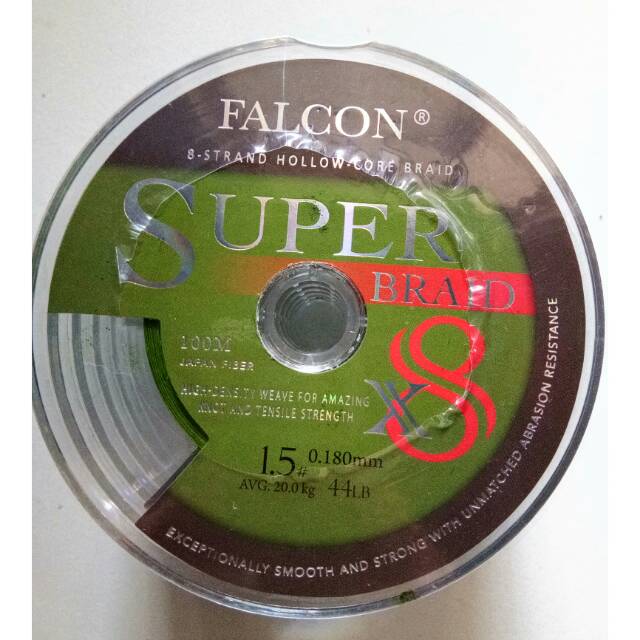 FALCON®
8-STRAND HOLLOW-CORE BRAID
SUPER
BRAID
X8
100M
JAPAN FIBER
HIGH-DENSITY WEAVE FOR AMAZING
KNOT AND TENSILE STRENGTH
1.5# 0.180mm
AVG: 20.0kg 44LB
EXCEPTIONALLY SMOOTH AND STRONG WITH UNMATCHED ABRASION RESISTANCE